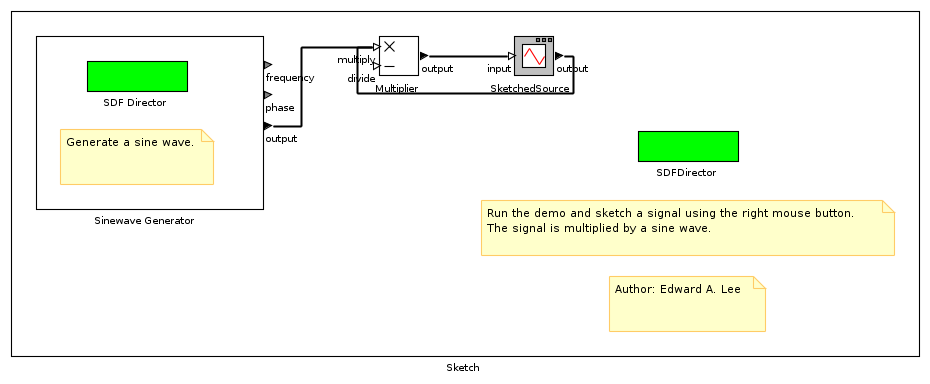 SDF Director
Generate a sine wave.
frequency
phase
output
Sinewave Generator
multiply
divide
output
Multiplier
input
output
SketchedSource
SDFDirector
Run the demo and sketch a signal using the right mouse button.
The signal is multiplied by a sine wave.
Author: Edward A. Lee
Sketch